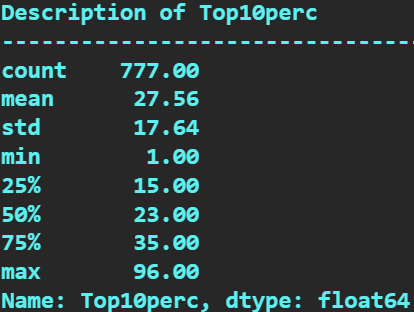 Description of Top10perc
--------------------------------
count    777.00
mean      27.56
std       17.64
min        1.00
25%       15.00
50%       23.00
75%       35.00
max       96.00
Name: Top10perc, dtype: float64